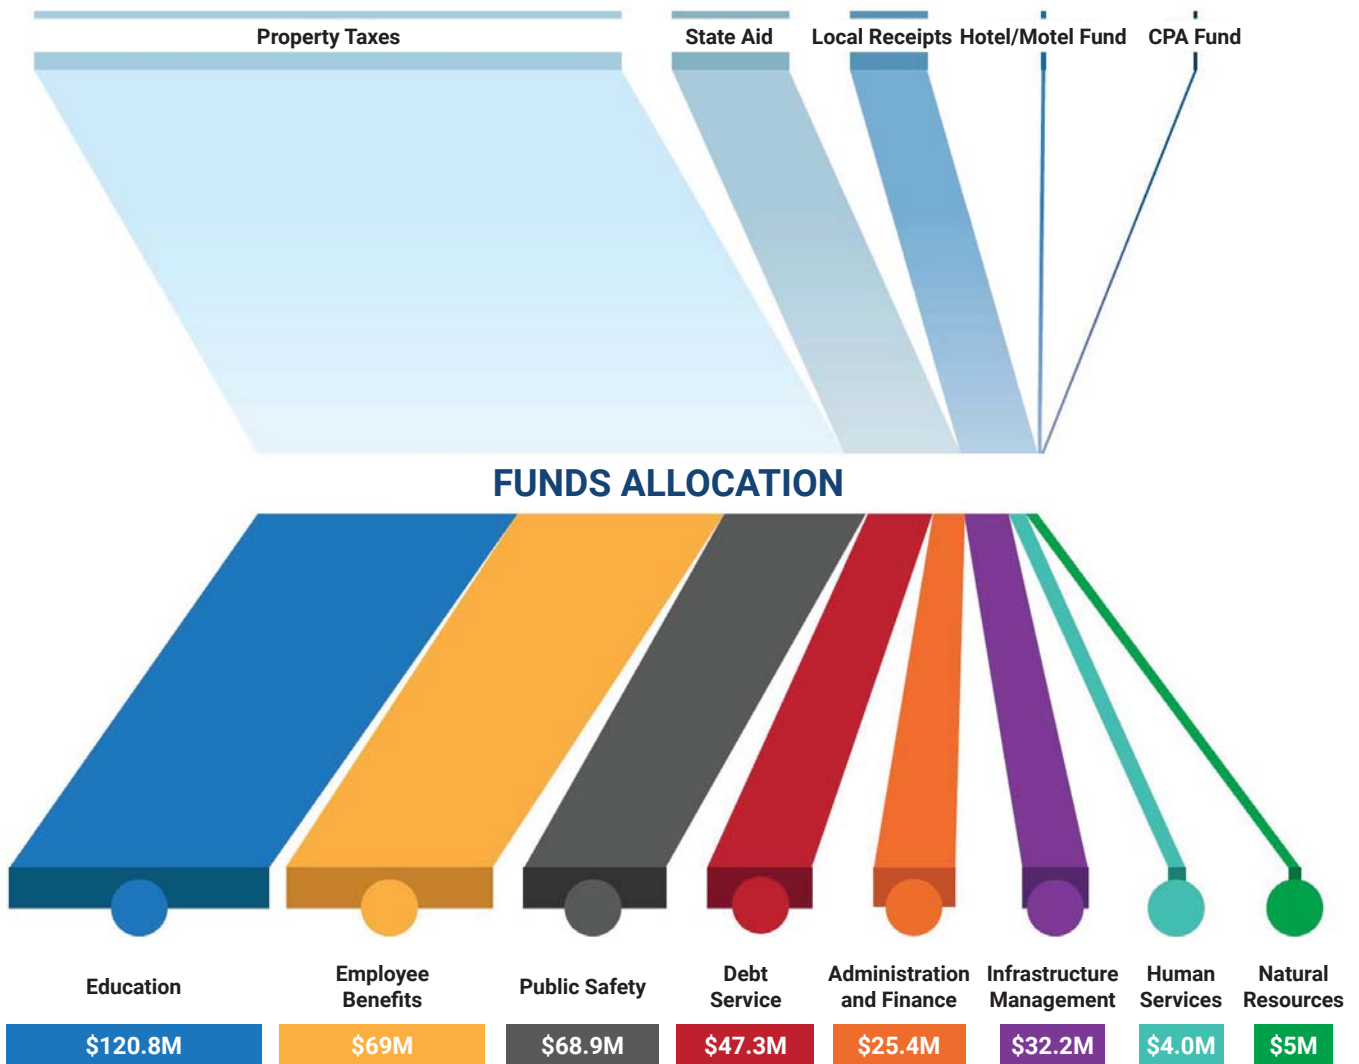 Property Taxes
State Aid
Local Receipts
Hotel/Motel Fund
CPA Fund
FUNDS ALLOCATION
Education
Employee
Benefits
Public Safety
Debt
Service
Administration
and Finance
Infrastructure
Management
Human
Services
Natural
Resources
$120.8M
$69M
$68.9M
$47.3M
$25.4M
$32.2M
$4.0M
$5M